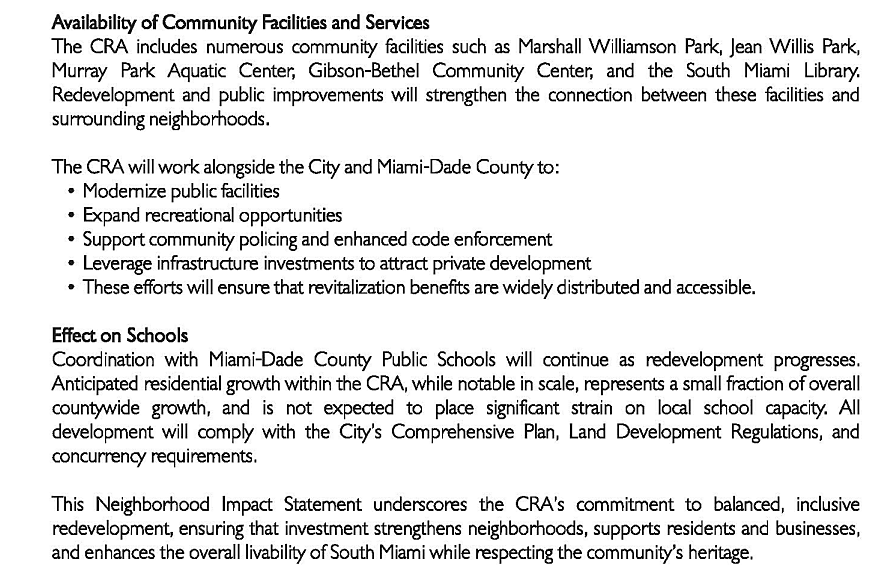 Availability of Community Facilities and Services
The CRA includes numerous community facilities such as Marshall Williamson Park, Jean Willis Park,
Murray Park Aquatic Center, Gibson-Bethel Community Center, and the South Miami Library.
Redevelopment and public improvements will strengthen the connection between these facilities and
surrounding neighborhoods.
The CRA will work alongside the City and Miami-Dade County to:
• Modernize public facilities
• Expand recreational opportunities
• Support community policing and enhanced code enforcement
• Leverage infrastructure investments to attract private development
• These efforts will ensure that revitalization benefits are widely distributed and accessible.
Effect on Schools
Coordination with Miami-Dade County Public Schools will continue as redevelopment progresses.
Anticipated residential growth within the CRA, while notable in scale, represents a small fraction of overall
countywide growth, and is not expected to place significant strain on local school capacity. All
development will comply with the City's Comprehensive Plan, Land Development Regulations, and
concurrency requirements.
This Neighborhood Impact Statement underscores the CRA's commitment to balanced, inclusive
redevelopment, ensuring that investment strengthens neighborhoods, supports residents and businesses,
and enhances the overall livability of South Miami while respecting the community's heritage.